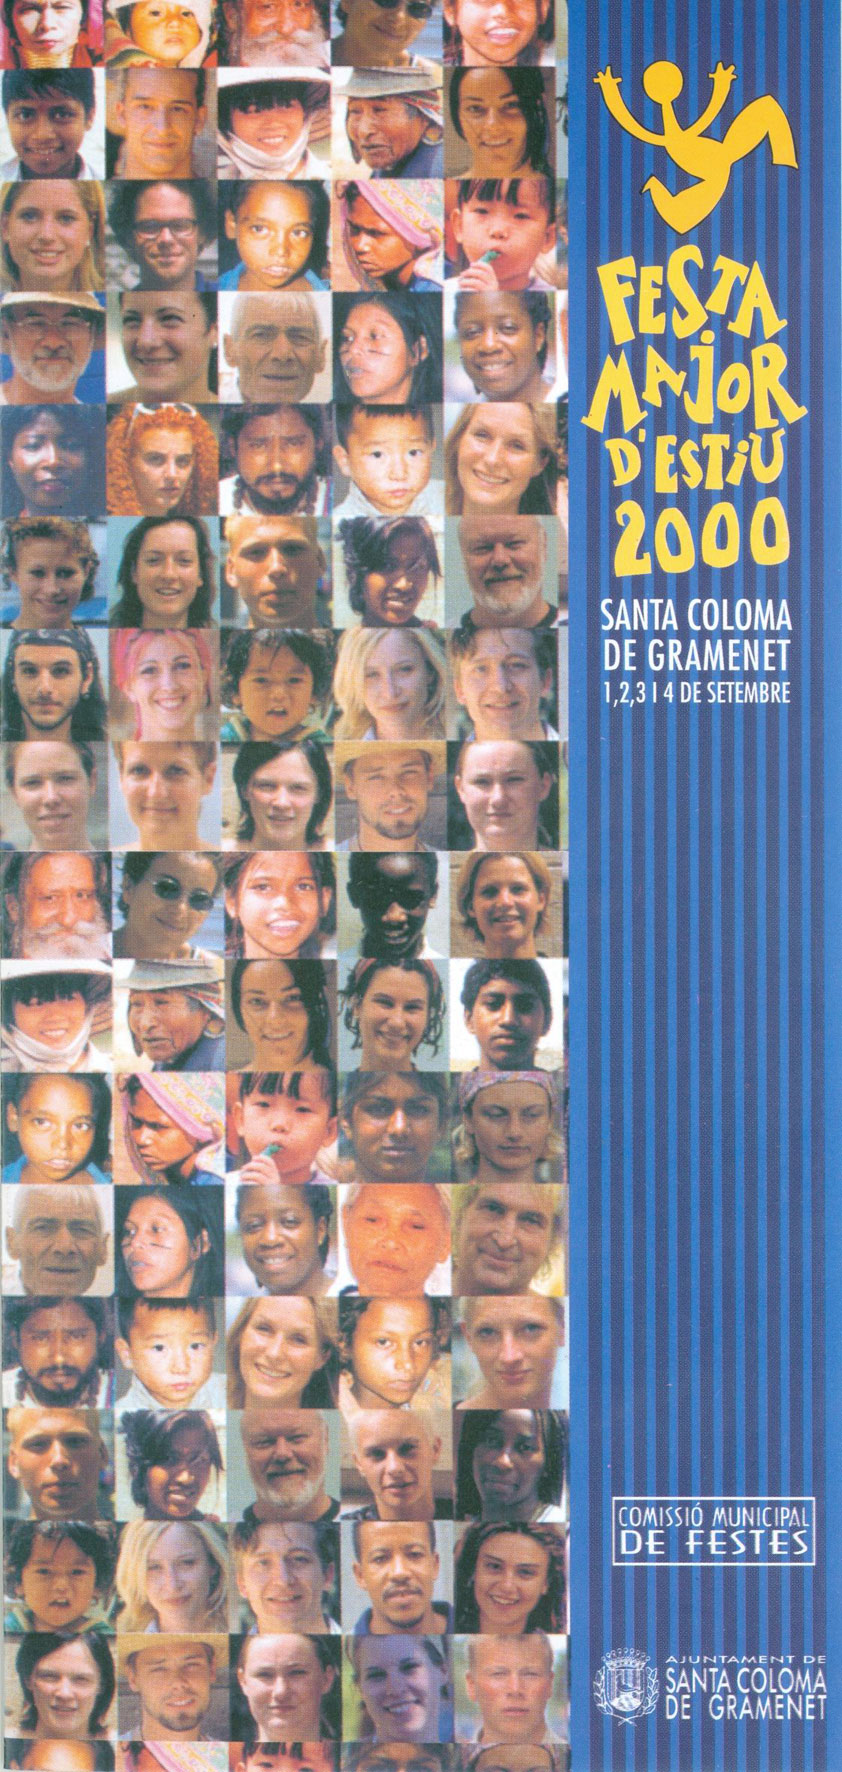 FESTA
MAJOR
D'ESTIU
2000
SANTA COLOMA
DE GRAMENET
1,2,3 I 4 DE SETEMBRE
COMISSIÓ MUNICIPAL
DE FESTES
AJUNTAMENT DE
SANTA COLOMA
DE GRAMENET